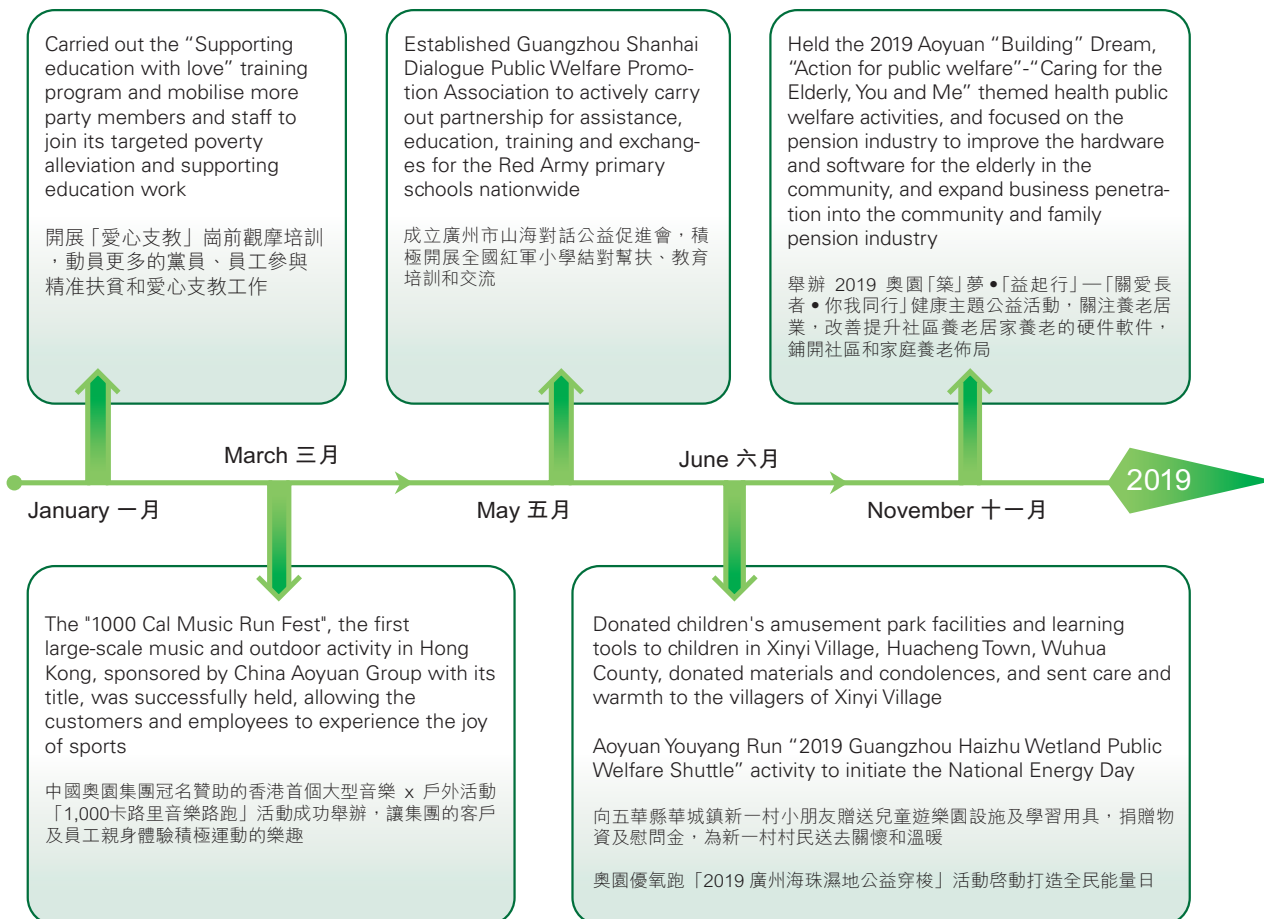 Carried out the “Supporting
education with love” training
program and mobilise more
party members and staff to
join its targeted poverty
alleviation and supporting
education work
開展「愛心支教」崗前觀摩培訓
，動員更多的黨員、員工參與
精准扶貧和愛心支教工作
Established Guangzhou Shanhai
Dialogue Public Welfare Promo-
tion Association to actively carry
out partnership for assistance,
education, training and exchang-
es for the Red Army primary
schools nationwide
成立廣州市山海對話公益促進會，積
極開展全國紅軍小學結對幫扶、教育
培訓和交流
Held the 2019 Aoyuan “Building” Dream,
“Action for public welfare”-“Caring for the
Elderly, You and Me” themed health public
welfare activities, and focused on the
pension industry to improve the hardware
and software for the elderly in the
community, and expand business penetra-
tion into the community and family
pension industry
舉辦 2019 奧園「築」夢•「益起行」—「關愛長
者•你我同行」健康主題公益活動，關注養老居
業，改善提升社區養老居家養老的硬件軟件，
鋪開社區和家庭養老佈局
March 三月
June 六月
2019
January 一月
May 五月
November 十一月
The "1000 Cal Music Run Fest", the first
large-scale music and outdoor activity in Hong
Kong, sponsored by China Aoyuan Group with its
title, was successfully held, allowing the
customers and employees to experience the joy
of sports
中國奧園集團冠名贊助的香港首個大型音樂 x 戶外活動
「1,000卡路里音樂路跑」活動成功舉辦，讓集團的客戶
及員工親身體驗積極運動的樂趣
Donated children's amusement park facilities and learning
tools to children in Xinyi Village, Huacheng Town, Wuhua
County, donated materials and condolences, and sent care and
warmth to the villagers of Xinyi Village
Aoyuan Youyang Run “2019 Guangzhou Haizhu Wetland Public
Welfare Shuttle” activity to initiate the National Energy Day
向五華縣華城鎮新一村小朋友贈送兒童遊樂園設施及學習用具，捐贈物
資及慰問金，為新一村村民送去關懷和溫暖
奧園優氧跑「2019 廣州海珠濕地公益穿梭」活動啓動打造全民能量日